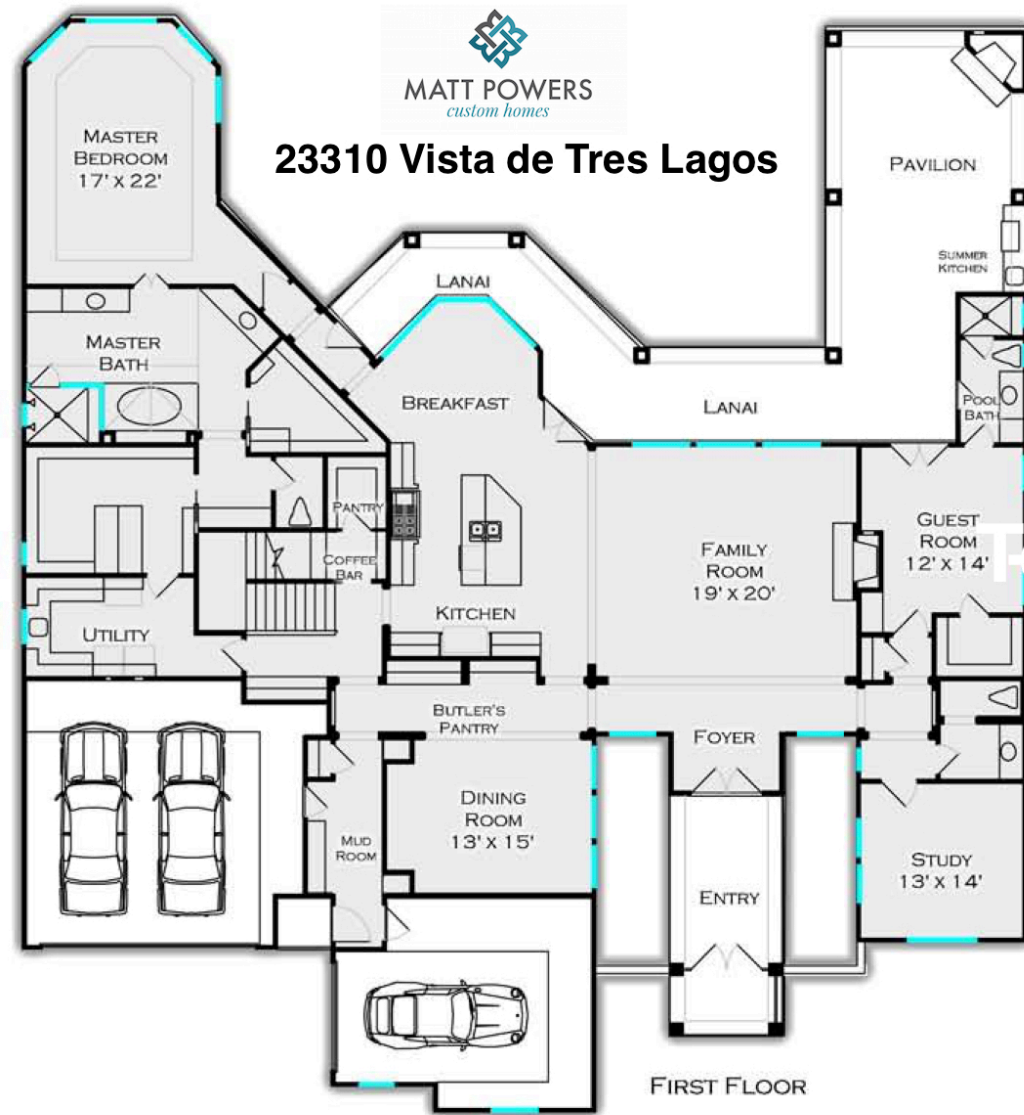 MATT POWERS
custom homes
23310 Vista de Tres Lagos
MASTER
BEDROOM
17' X 22'
PAVILION
SUMMER
KITCHEN
LANAI
MASTER
BATH
BREAKFAST
LANAI
POOL
BATH
PANTRY
COFFEE
BAR
FAMILY
ROOM
19' X 20'
GUEST
ROOM
12' X 14'
KITCHEN
UTILITY
BUTLER'S
PANTRY
FOYER
DINING
ROOM
13' X 15'
MUD
ROOM
STUDY
13' X 14'
ENTRY
FIRST FLOOR